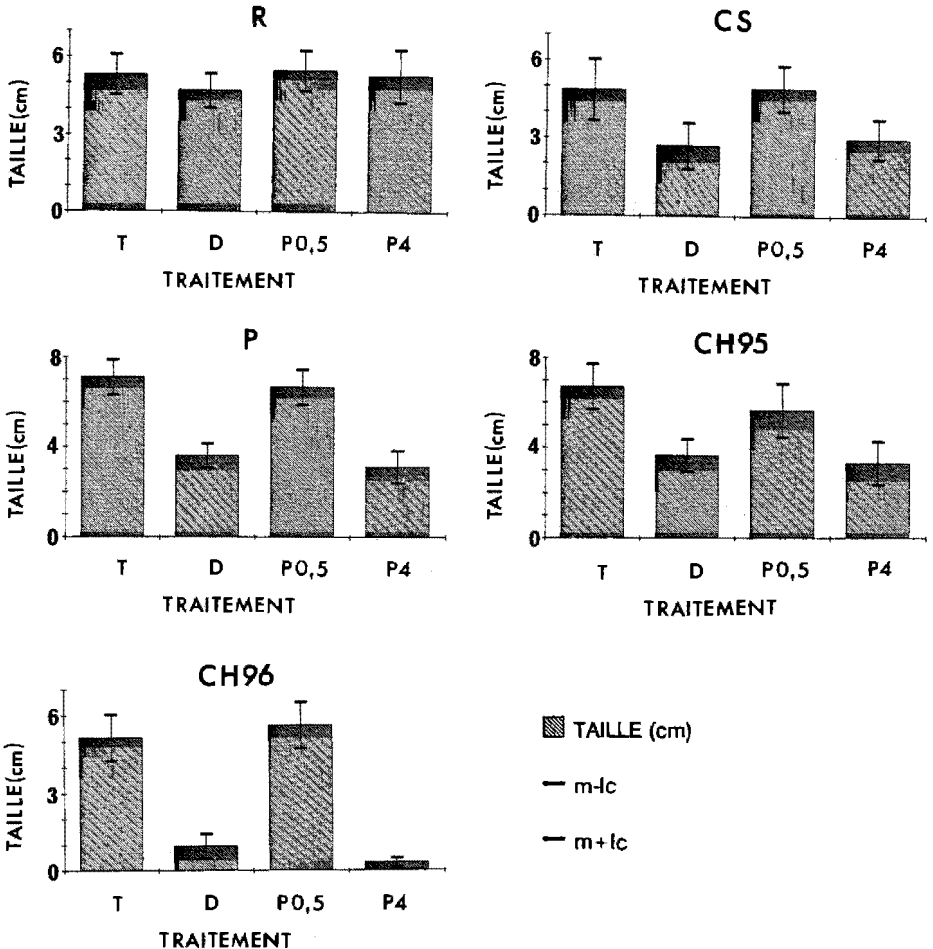 R
TAILLE(cm)
6
3
0
T D P0,5 P4
TRAITEMENT
CS
TAILLE(cm)
6
3
0
T D P0,5 P4
TRAITEMENT
P
TAILLE(cm)
8
4
0
T D P0,5 P4
TRAITEMENT
CH95
TAILLE(cm)
8
4
0
T D P0,5 P4
TRAITEMENT
CH96
TAILLE(cm)
6
3
0
T D P0,5 P4
TRAITEMENT
TAILLE (cm)
m-Ic
m+Ic